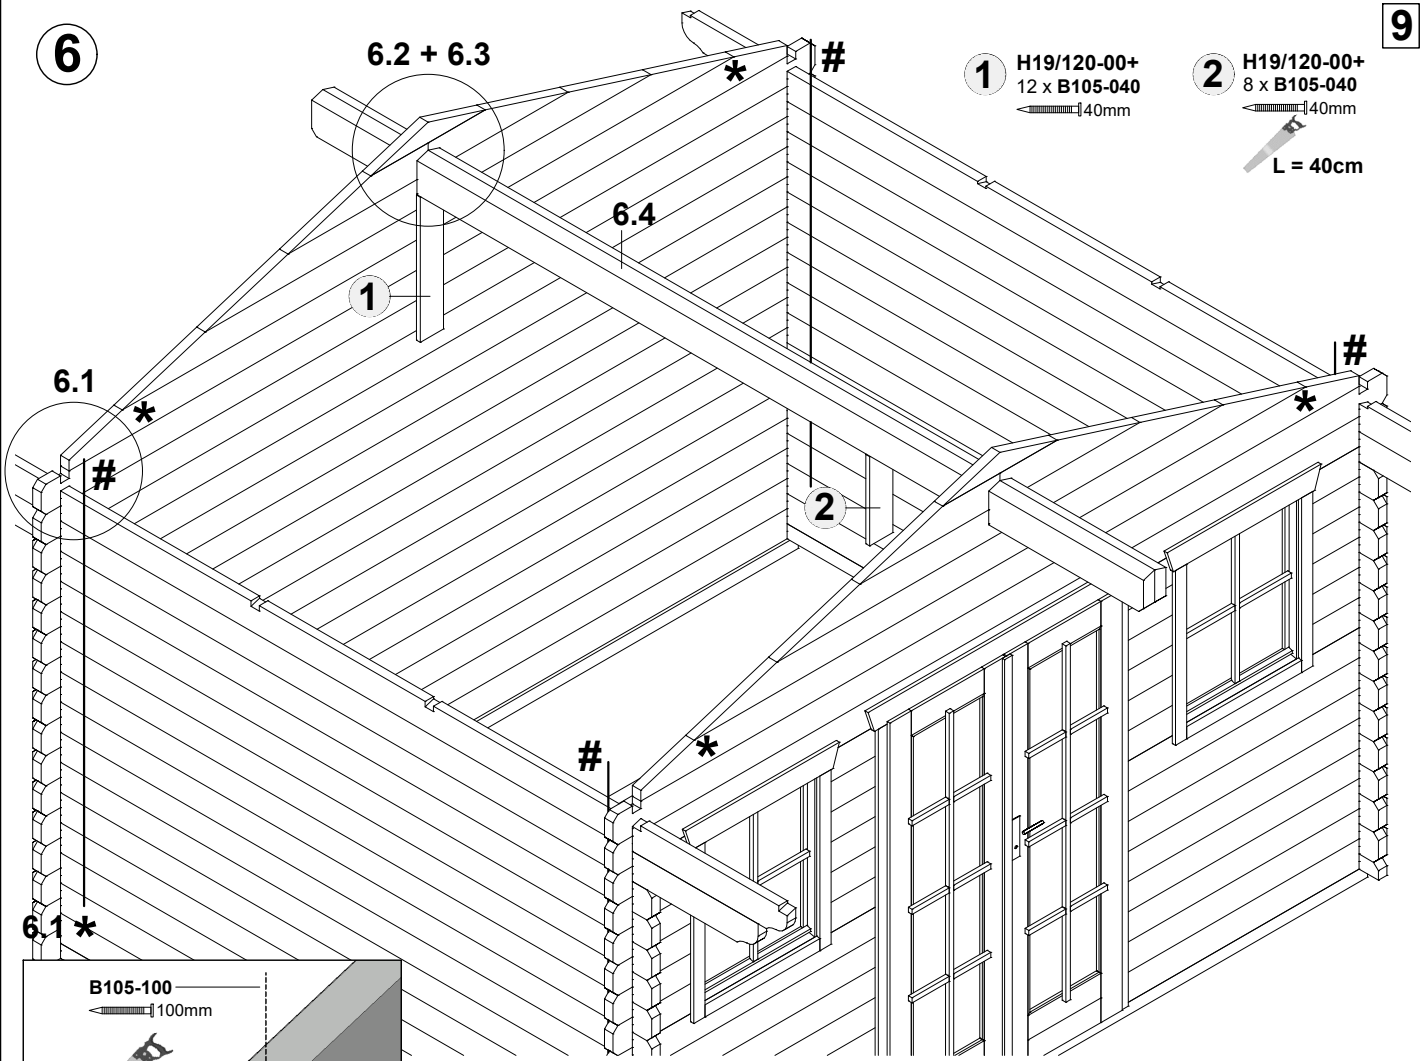 6
9
6.2 + 6.3
*
#
1
H19/120-00+
12 x B105-040
40mm
2
H19/120-00+
8 x B105-040
40mm
L = 40cm
6.4
1
#
*
6.1
*
#
2
#
*
6.1 *
B105-100
100mm